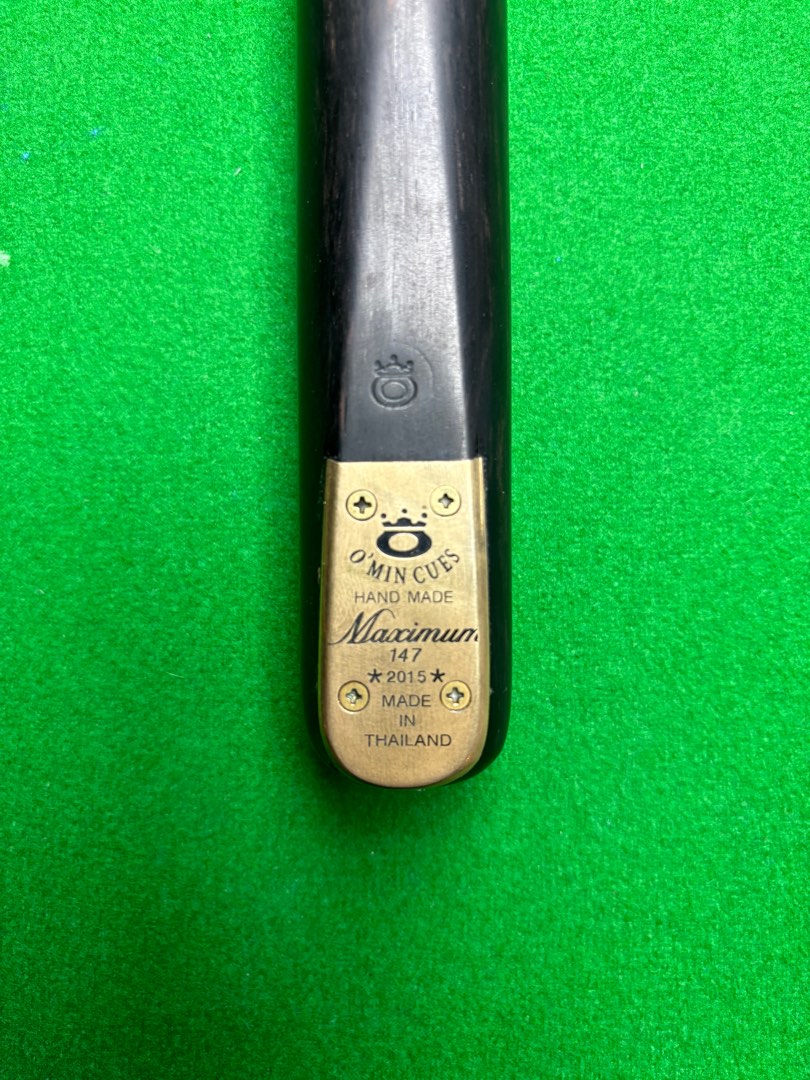 O'MIN CUES
HAND MADE
Maximum
147
*2015*
MADE
IN
THAILAND